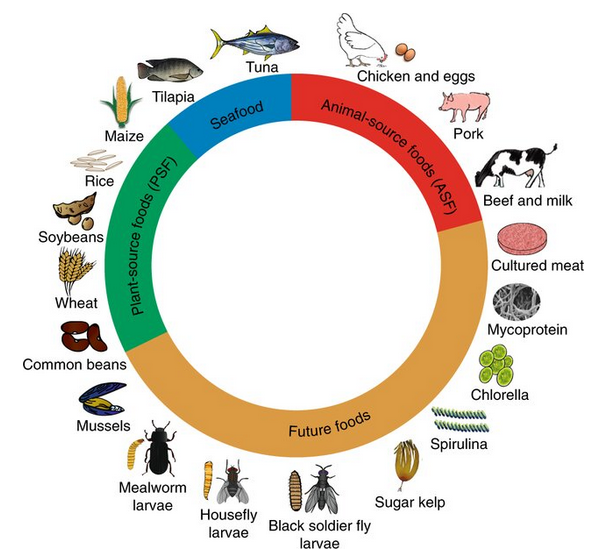 Tuna
Chicken and eggs
Tilapia
Seafood
Animal-source foods (ASF)
Maize
Pork
Rice
Beef and milk
Plant-source foods (PSF)
Soybeans
Cultured meat
Wheat
Mycoprotein
Common beans
Chlorella
Mussels
Future foods
Spirulina
Mealworm
larvae
Housefly
larvae
Black soldier fly
larvae
Sugar kelp